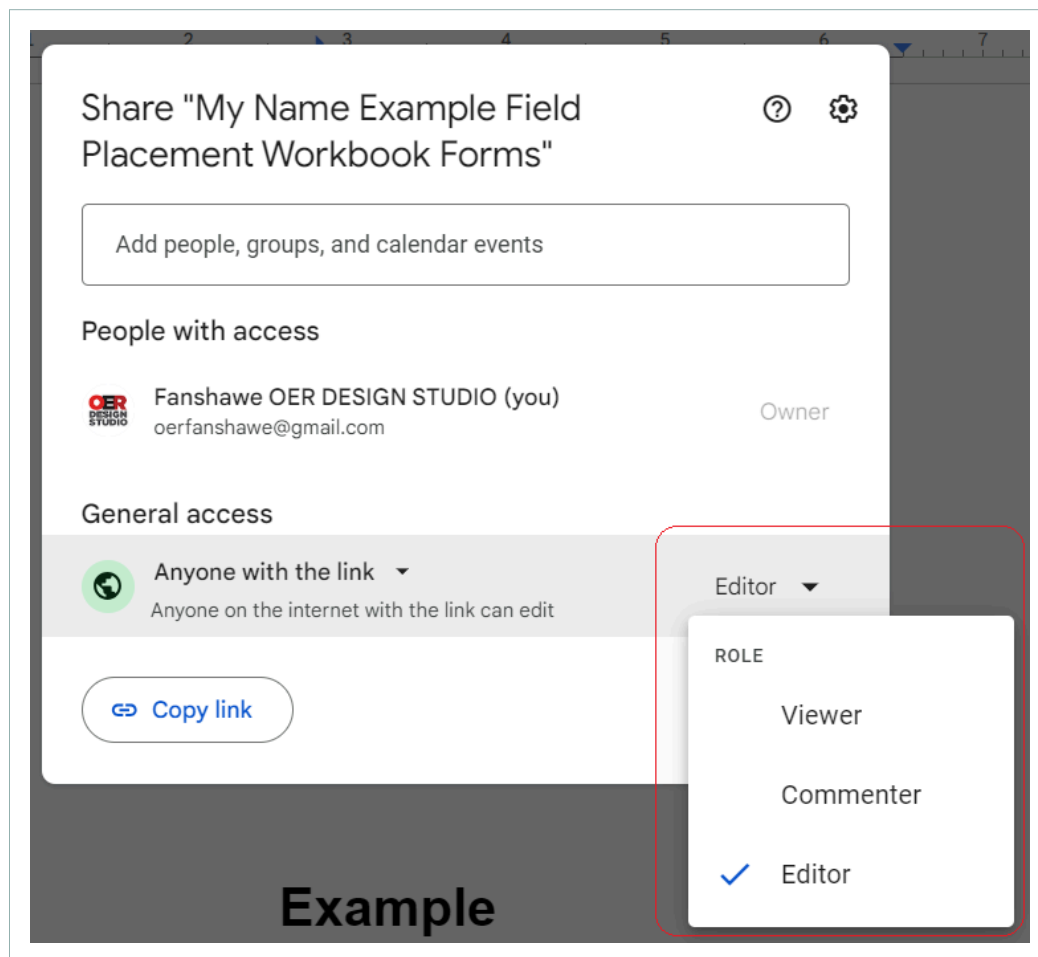 2 3 4 5 6 7
Share "My Name Example Field
Placement Workbook Forms"
Add people, groups, and calendar events
People with access
OER
DESIGN
STUDIO
Fanshawe OER DESIGN STUDIO (you)
oerfanshawe@gmail.com
Owner
General access
Anyone with the link
Anyone on the internet with the link can edit
Editor
ROLE
Viewer
Commenter
Editor
Copy link
Example